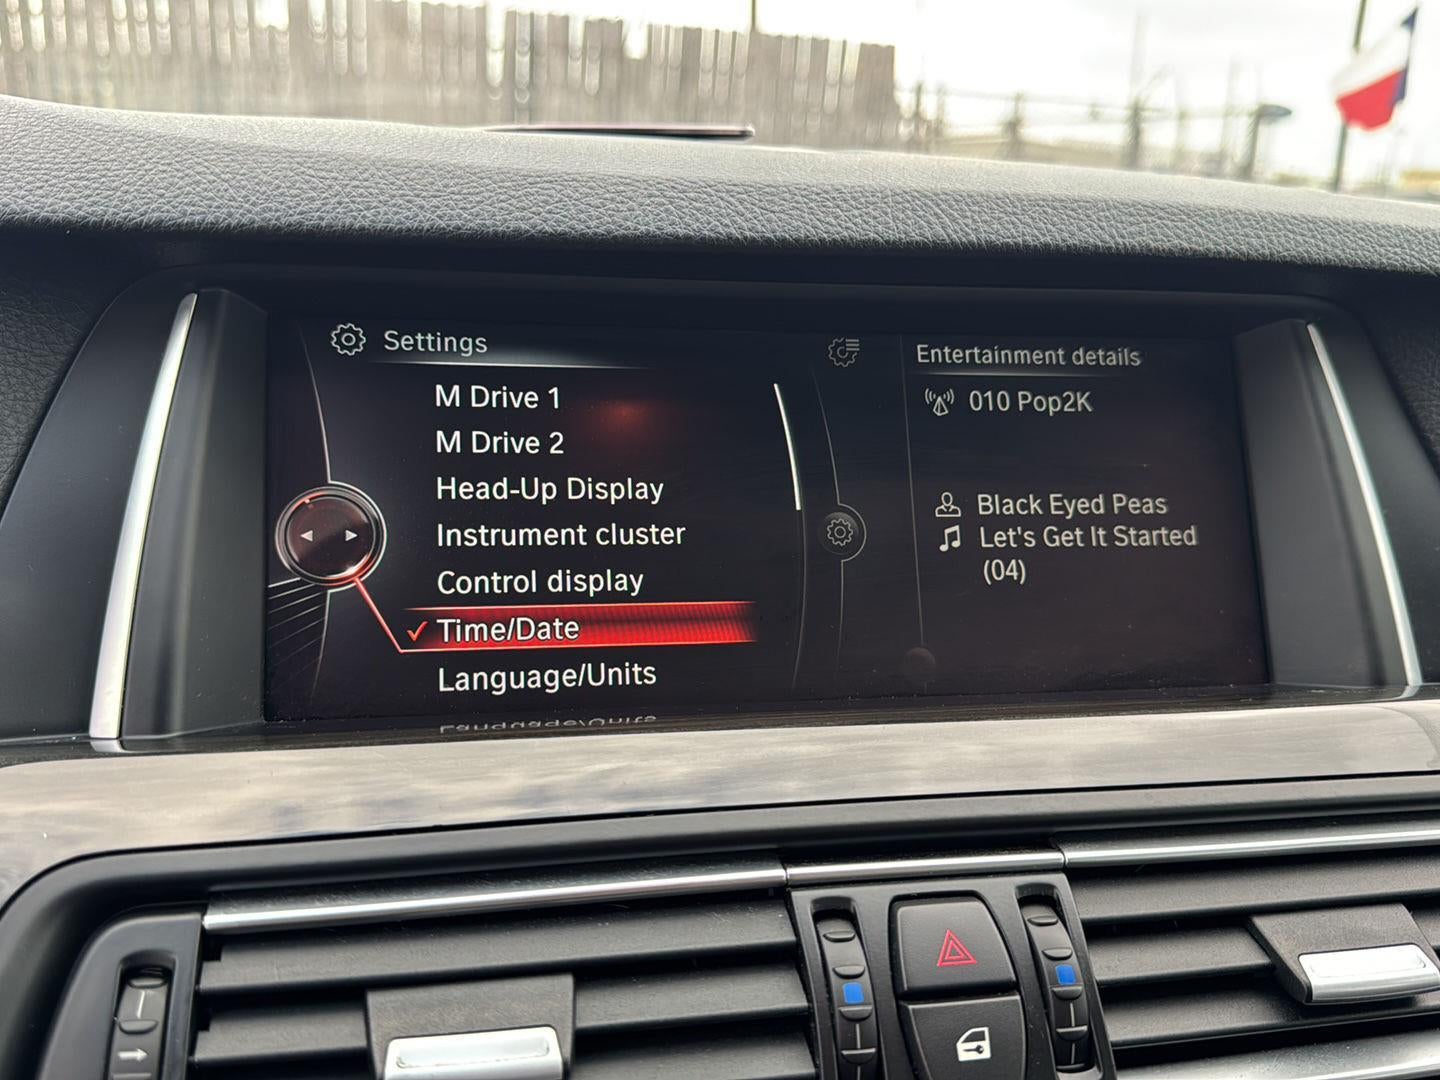 Settings
M Drive 1
M Drive 2
Head-Up Display
Instrument cluster
Control display
Time/Date
Language/Units
Entertainment details
010 Pop2K
Black Eyed Peas
Let's Get It Started
(04)